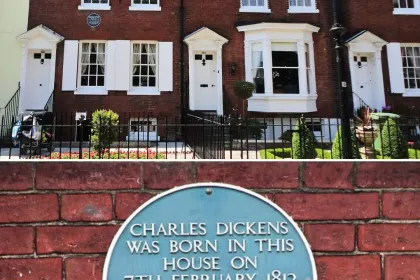 CHARLES DICKENS
WAS BORN IN THIS
HOUSE ON
7TH FEBRUARY 1812